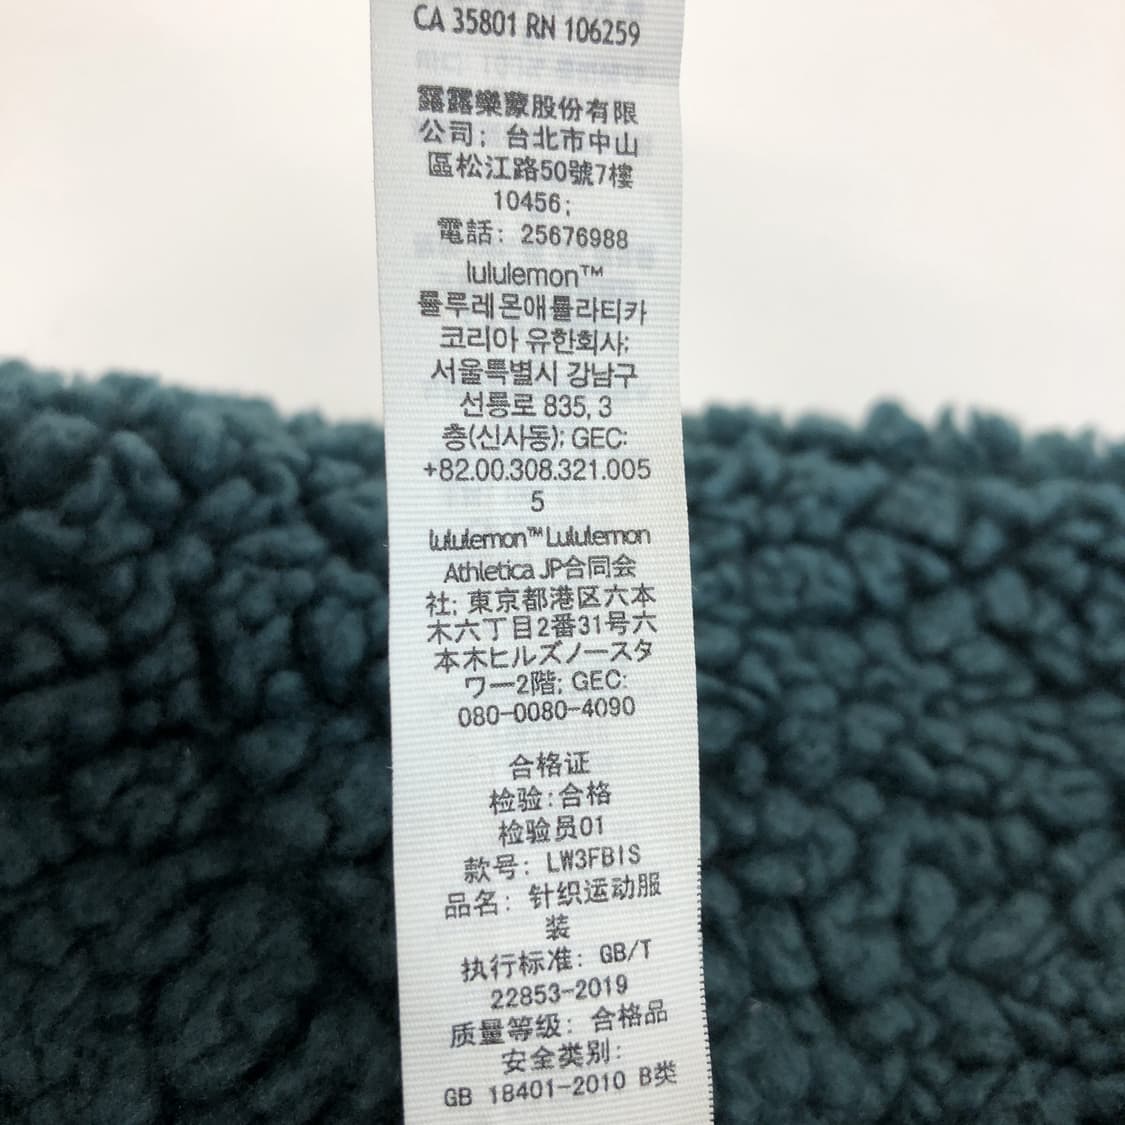 CA 35801 RN 106259
露露樂蒙股份有限
公司; 台北市中山
區松江路50號7樓
10456;
電話: 25676988
lululemon™
룰루레몬애틀라티카
코리아 유한회사;
서울특별시 강남구
선릉로 835, 3
층(신사동); GEC:
+82.00.308.321.005
5
lululemon™ Lululemon
Athletica JP合同会
社; 東京都港区六本
木六丁目2番31号六
本木ヒルズノースタ
ワー2階; GEC:
080-0080-4090
合格证
检验:合格
检验员01
款号: LW3FBIS
品名: 针织运动服
装
执行标准: GB/T
22853-2019
质量等级: 合格品
安全类别:
GB 18401-2010 B类